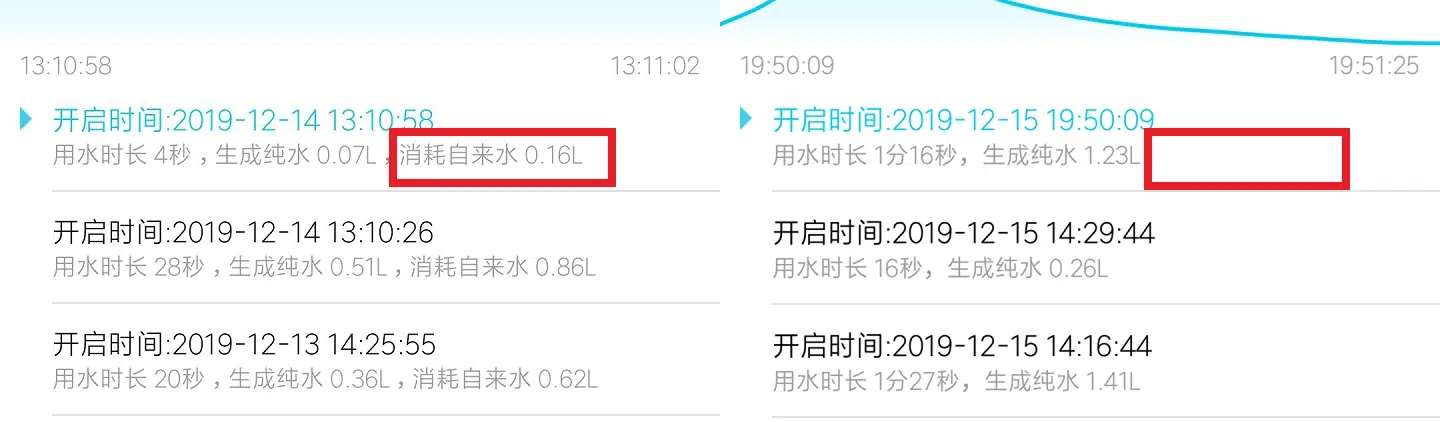 13:10:58 13:11:02
开启时间:2019-12-14 13:10:58
用水时长 4秒，生成纯水 0.07L，消耗自来水 0.16L
开启时间:2019-12-14 13:10:26
用水时长 28秒，生成纯水 0.51L，消耗自来水 0.86L
开启时间:2019-12-13 14:25:55
用水时长 20秒，生成纯水 0.36L，消耗自来水 0.62L
19:50:09 19:51:25
开启时间:2019-12-15 19:50:09
用水时长 1分16秒，生成纯水 1.23L
开启时间:2019-12-15 14:29:44
用水时长 16秒，生成纯水 0.26L
开启时间:2019-12-15 14:16:44
用水时长 1分27秒，生成纯水 1.41L